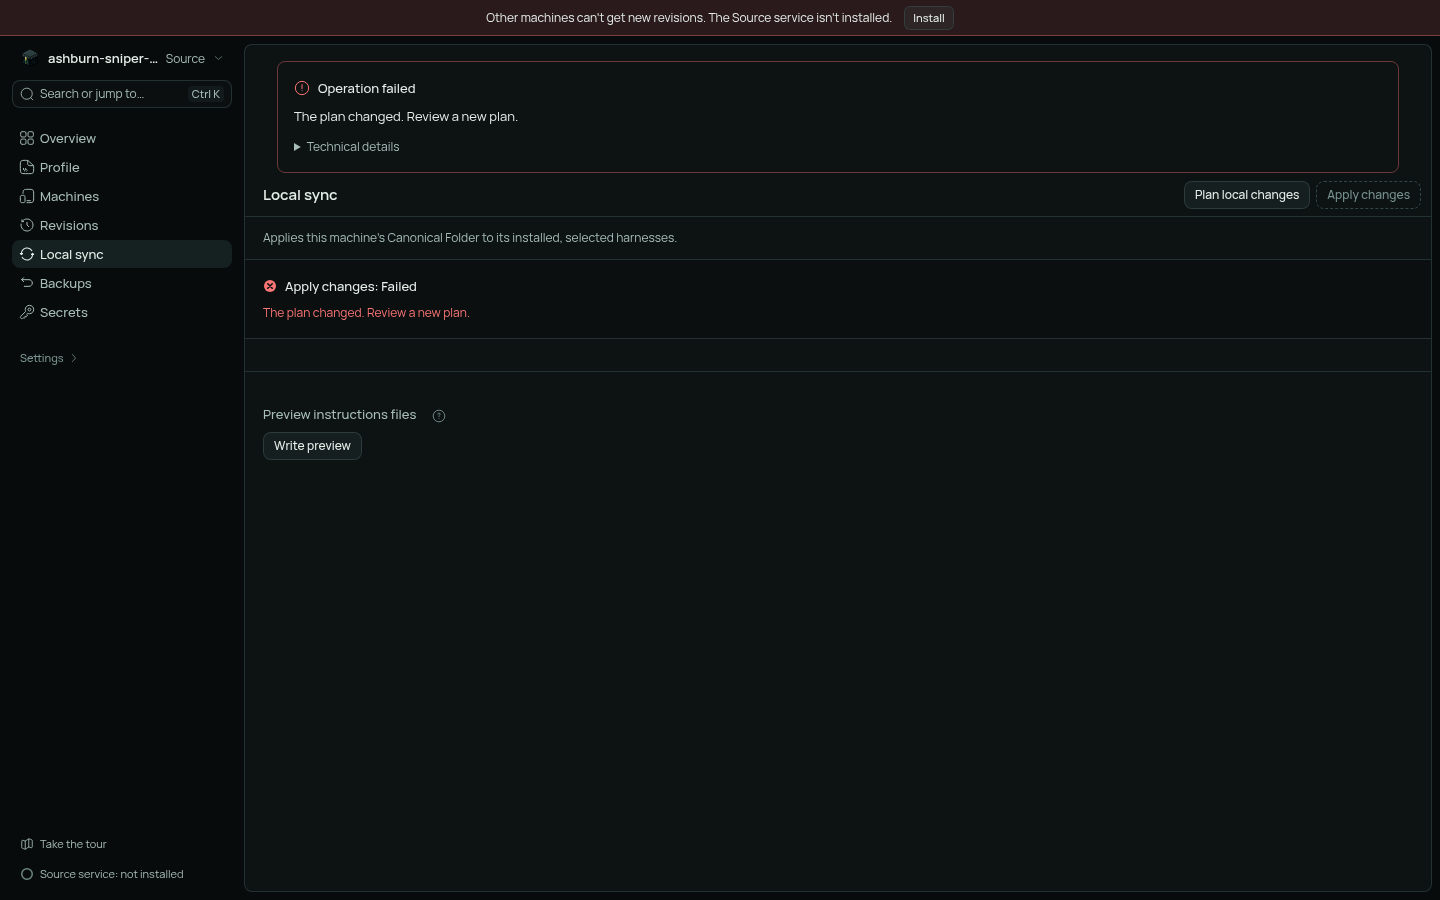 Other machines can't get new revisions. The Source service isn't installed.
Install
ashburn-sniper-... Source
Search or jump to... Ctrl K
Overview
Profile
Machines
Revisions
Local sync
Backups
Secrets
Settings
Take the tour
Source service: not installed
Operation failed
The plan changed. Review a new plan.
Technical details
Local sync
Plan local changes
Apply changes
Applies this machine's Canonical Folder to its installed, selected harnesses.
Apply changes: Failed
The plan changed. Review a new plan.
Preview instructions files
Write preview